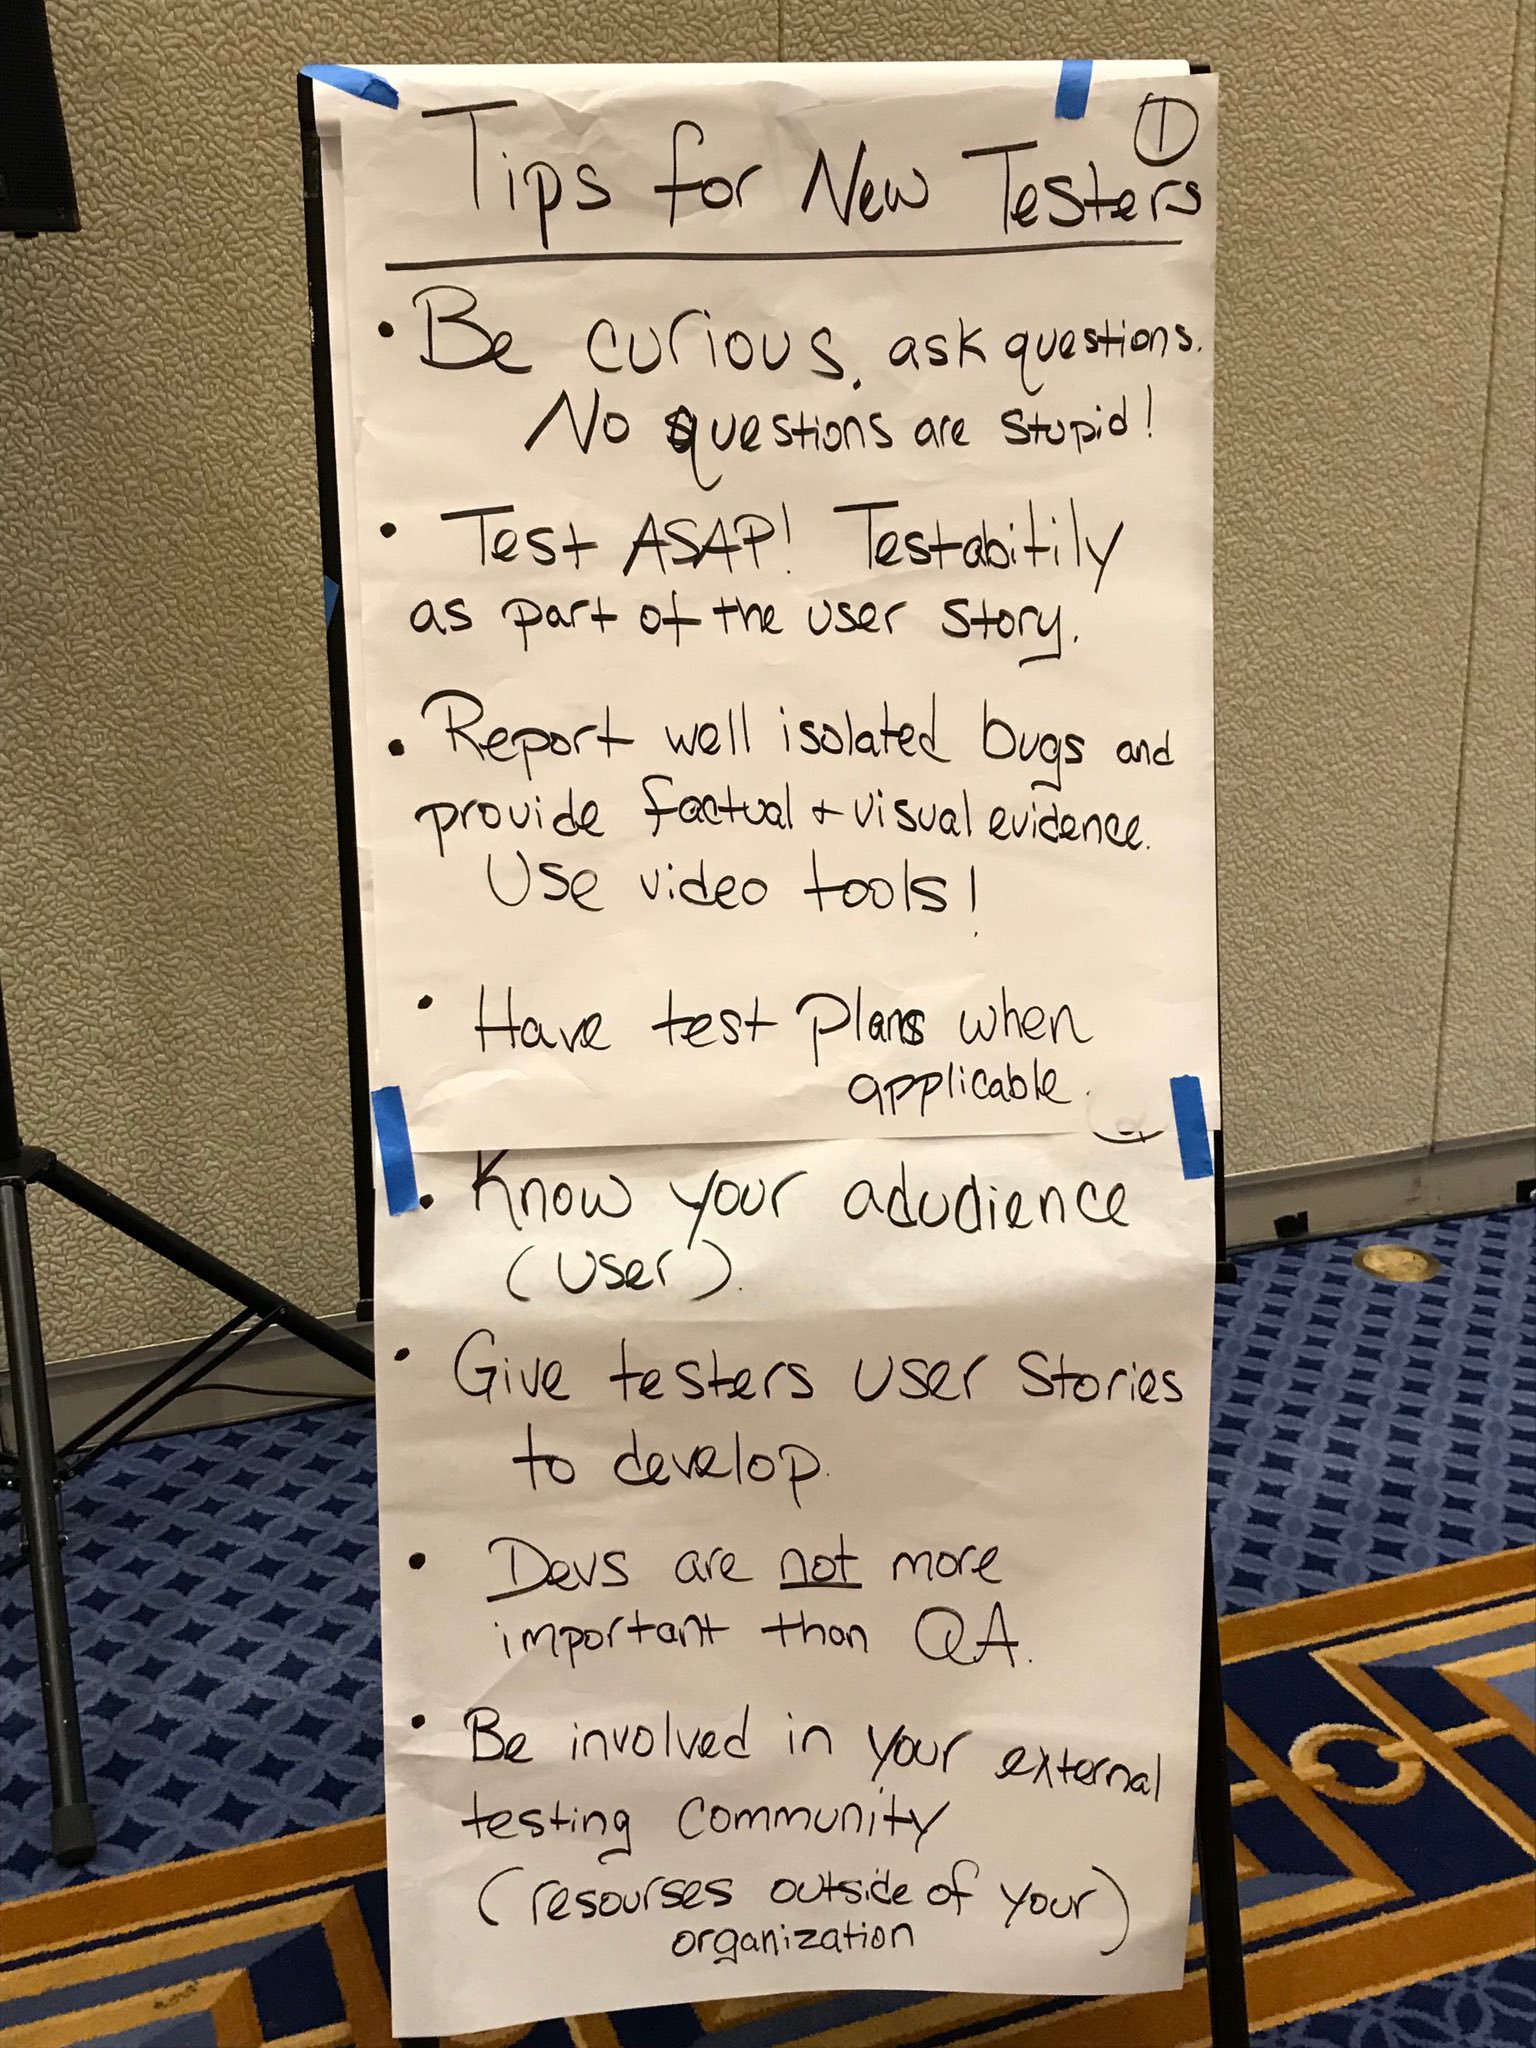 ①
Tips for New Testers
• Be curious, ask questions.
No questions are stupid!
• Test ASAP! Testabitily
as part of the user story.
• Report well isolated bugs and
provide factual + visual evidence.
Use video tools!
• Have test plans when
applicable.
• Know your adudience
(user).
• Give testers user stories
to develop.
• Devs are not more
important than QA.
• Be involved in your external
testing community
(resourses outside of your)
organization